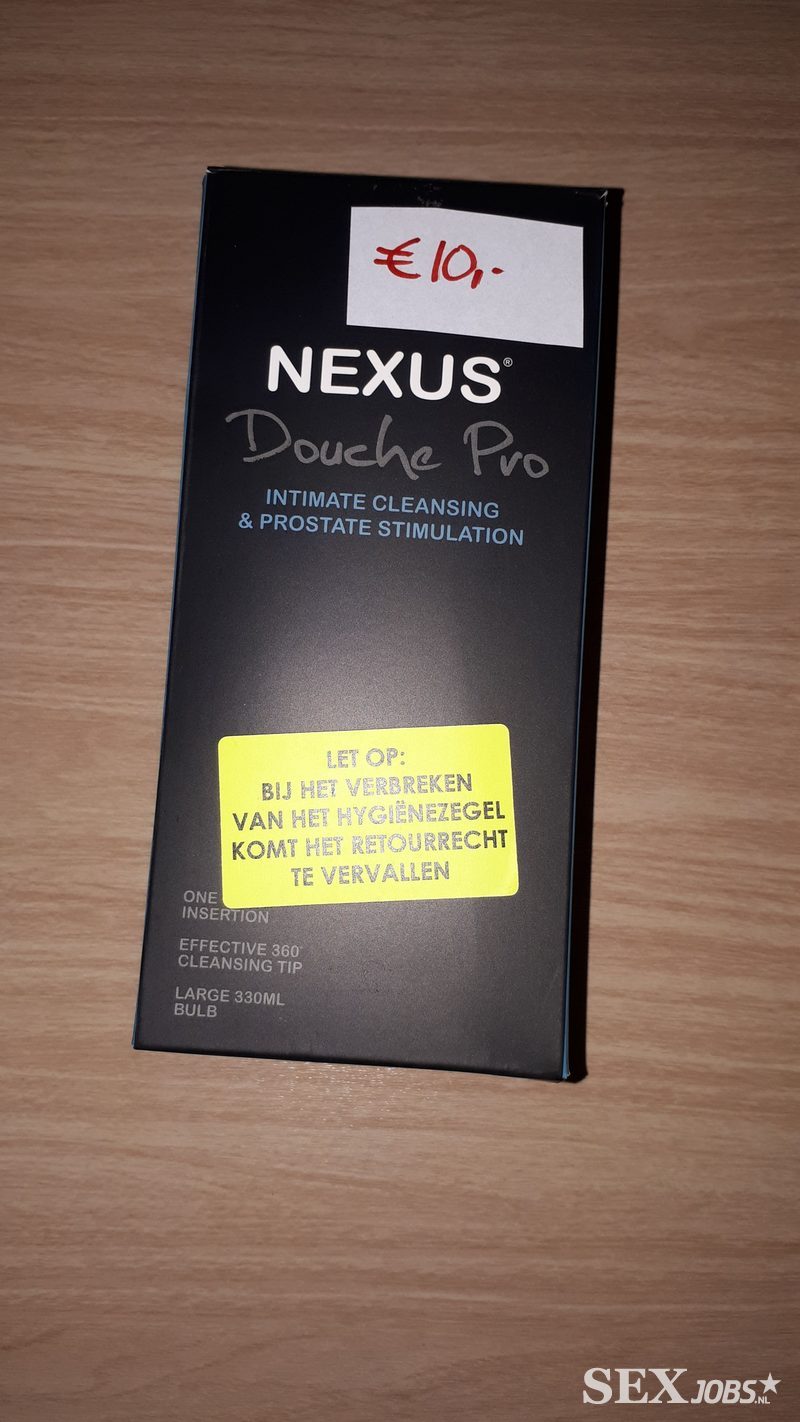 €10,-
NEXUS®
Douche Pro
INTIMATE CLEANSING
& PROSTATE STIMULATION
LET OP:
BIJ HET VERBREKEN
VAN HET HYGIËNEZEGEL
KOMT HET RETOURRECHT
TE VERVALLEN
ONE
INSERTION
EFFECTIVE 360°
CLEANSING TIP
LARGE 330ML
BULB
SEXJOBS.NL